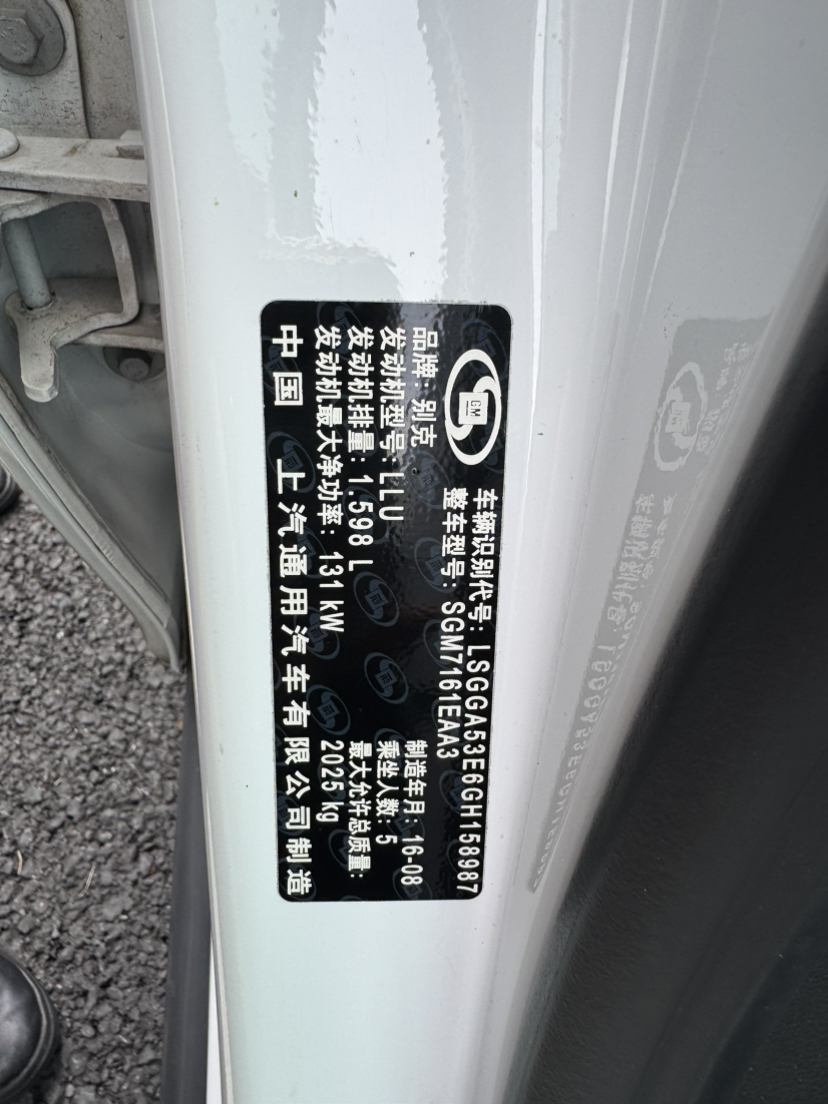 GM
车辆识别代号: LSGGA53E6GH158987
整车型号: SGM7161EAA3
品牌: 别克
制造年月: 16-08
发动机型号: LLU
乘坐人数: 5
发动机排量: 1.598 L
最大允许总质量:
发动机最大净功率: 131 kW
2025 kg
中国 上汽通用汽车有限公司制造